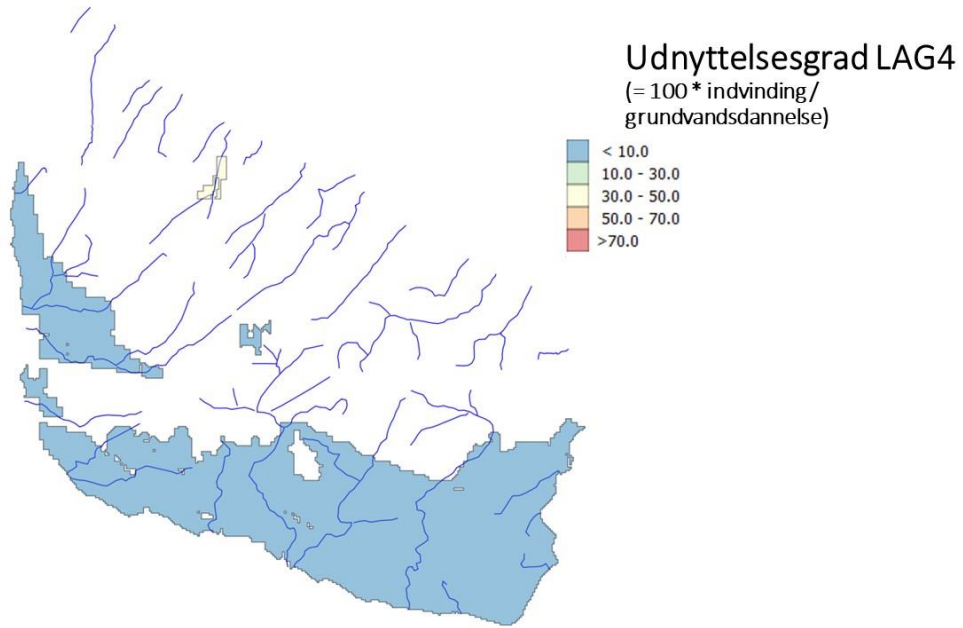 Udnyttelsesgrad LAG4
(= 100 * indvinding/
grundvandsdannelse)
< 10.0
10.0 - 30.0
30.0 - 50.0
50.0 - 70.0
>70.0